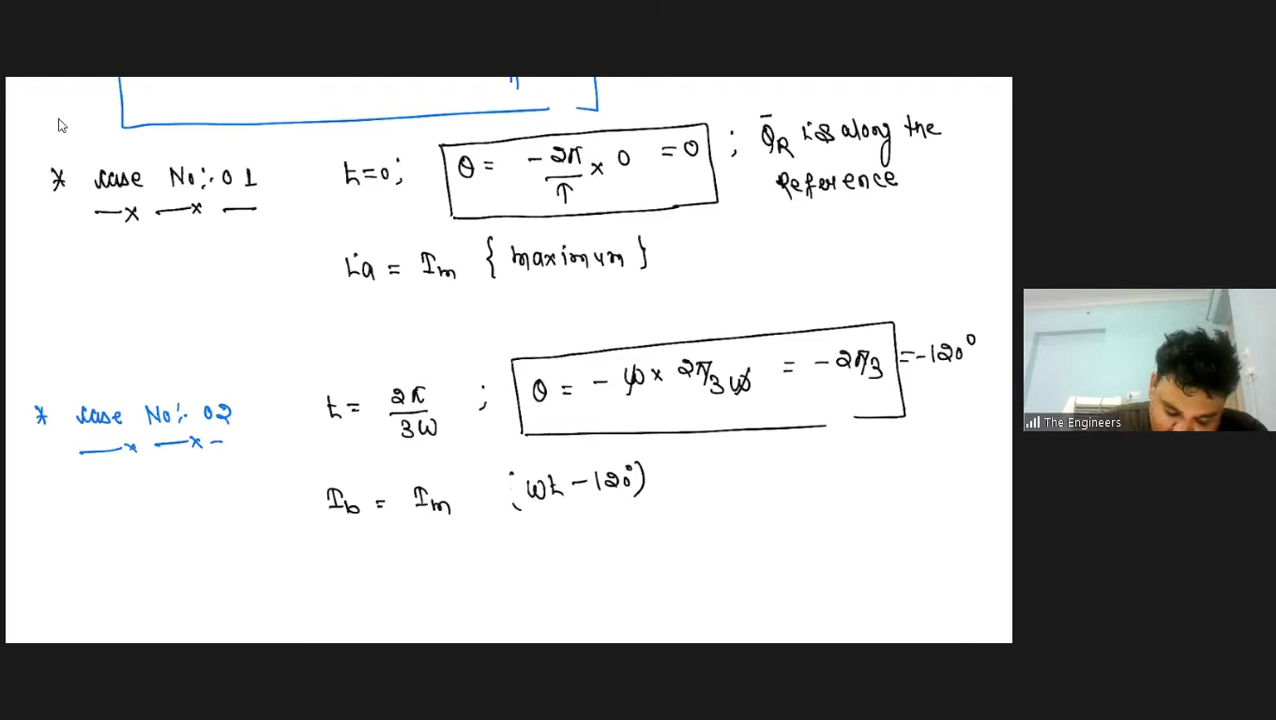 * case No:- 01 t=0; θ = -2π/T × 0 = 0 ; Φ̄R is along the reference
ia = Im { maximum }
* case No:- 02 t = 2π/3ω ; θ = - ω × 2π/3ω = - 2π/3 = -120°
Ib = Im (ωt - 120°)
The Engineers